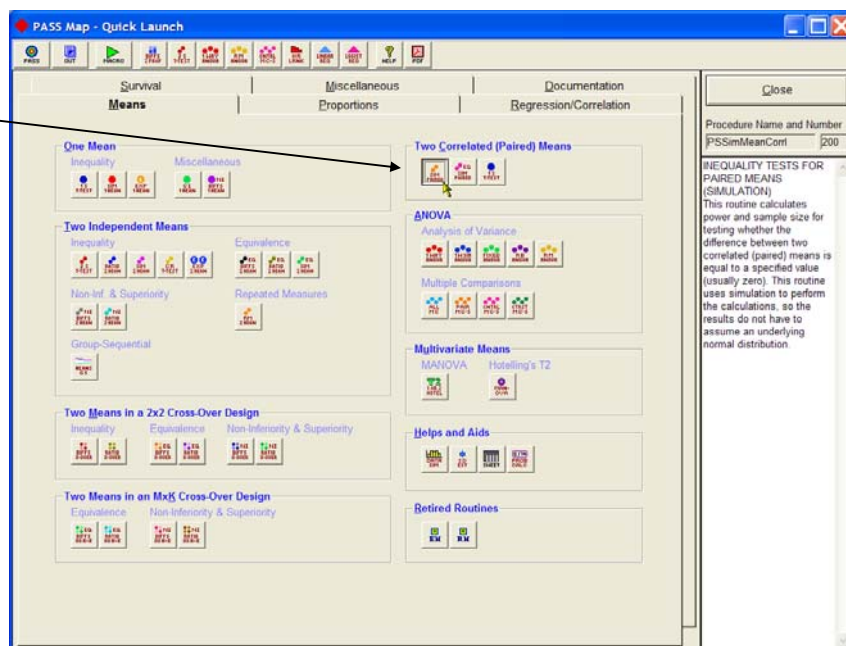 PASS Map - Quick Launch
PASS OUT MACRO HELP PDF
Survival Miscellaneous Documentation
Means Proportions Regression/Correlation
One Mean
Inequality Miscellaneous
Two Independent Means
Inequality Equivalence
Non-Inf. & Superiority Repeated Measures
Group-Sequential
Two Means in a 2x2 Cross-Over Design
Inequality Equivalence Non-Inferiority & Superiority
Two Means in an MxK Cross-Over Design
Equivalence Non-Inferiority & Superiority
Two Correlated (Paired) Means
ANOVA
Analysis of Variance
Multiple Comparisons
Multivariate Means
MANOVA Hotelling's T2
Helps and Aids
Retired Routines
Close
Procedure Name and Number
PSSimMeanCorrl 200
INEQUALITY TESTS FOR
PAIRED MEANS
(SIMULATION)
This routine calculates
power and sample size for
testing whether the
difference between two
correlated (paired) means is
equal to a specified value
(usually zero). This routine
uses simulation to perform
the calculations, so the
results do not have to
assume an underlying
normal distribution.